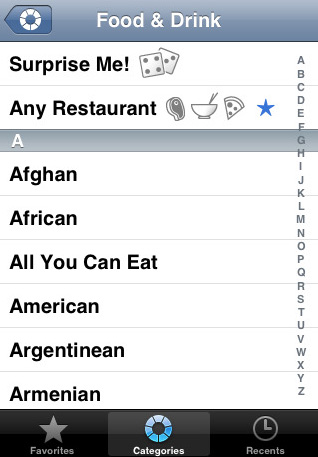 Food & Drink
Surprise Me!
Any Restaurant
A
Afghan
African
All You Can Eat
American
Argentinean
Armenian
A
B
C
D
E
F
G
H
I
J
K
L
M
N
O
P
Q
R
S
T
U
V
W
X
Y
Z
Favorites
Categories
Recents